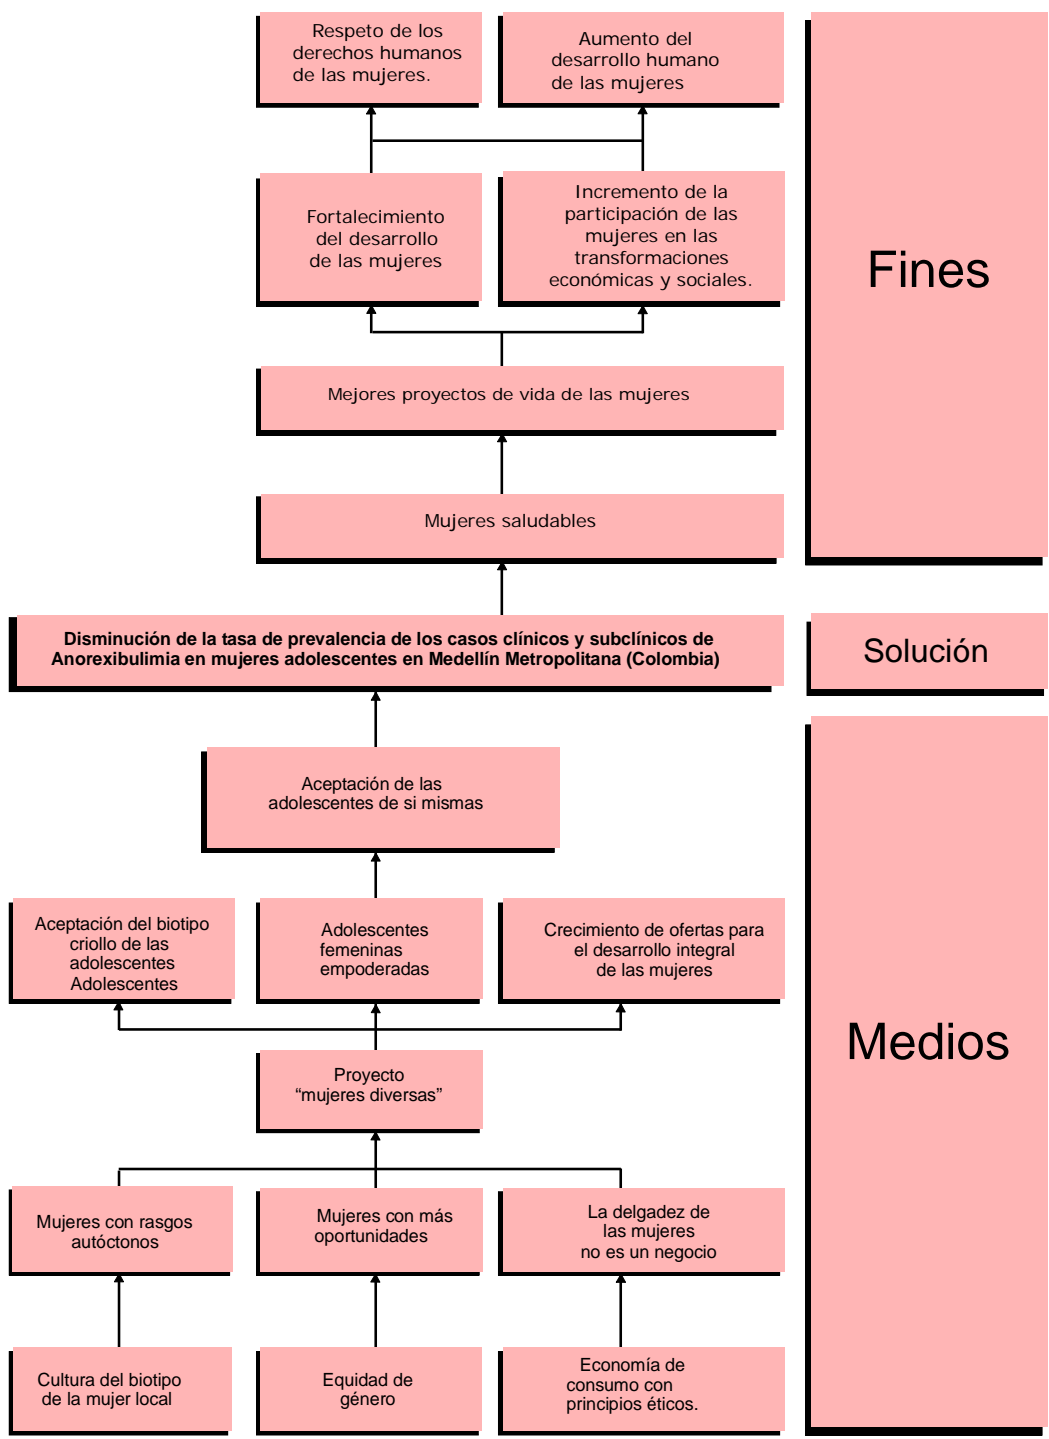 Respeto de los
derechos humanos
de las mujeres.
Aumento del
desarrollo humano
de las mujeres
Fortalecimiento
del desarrollo
de las mujeres
Incremento de la
participación de las
mujeres en las
transformaciones
económicas y sociales.
Fines
Mejores proyectos de vida de las mujeres
Mujeres saludables
Disminución de la tasa de prevalencia de los casos clínicos y subclínicos de
Anorexibulimia en mujeres adolescentes en Medellín Metropolitana (Colombia)
Solución
Aceptación de las
adolescentes de si mismas
Aceptación del biotipo
criollo de las
adolescentes
Adolescentes
Adolescentes
femeninas
empoderadas
Crecimiento de ofertas para
el desarrollo integral
de las mujeres
Medios
Proyecto
“mujeres diversas”
Mujeres con rasgos
autóctonos
Mujeres con más
oportunidades
La delgadez de
las mujeres
no es un negocio
Cultura del biotipo
de la mujer local
Equidad de
género
Economía de
consumo con
principios éticos.